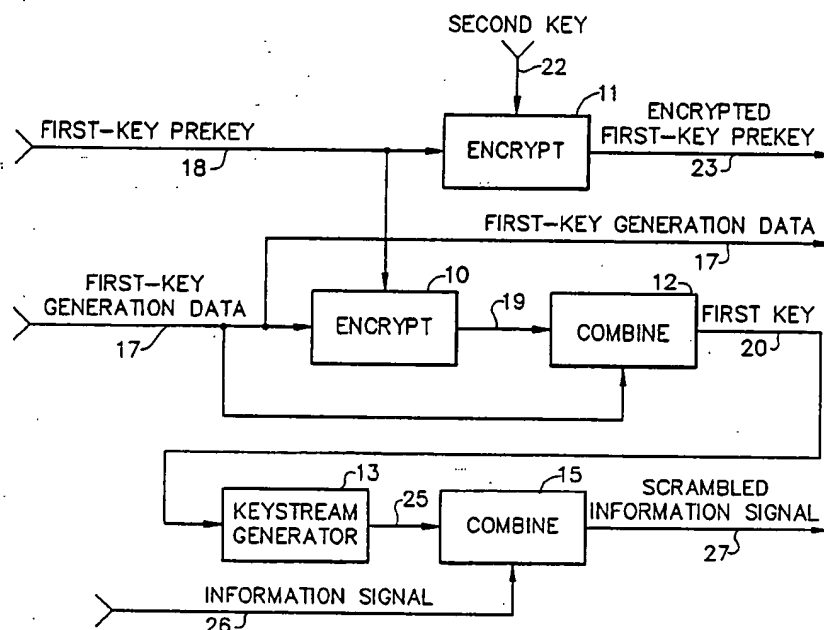 SECOND KEY
22
11
FIRST-KEY PREKEY
18
ENCRYPT
ENCRYPTED
FIRST-KEY PREKEY
23
FIRST-KEY GENERATION DATA
17
FIRST-KEY
GENERATION DATA
17
10
ENCRYPT
19
12
COMBINE
FIRST KEY
20
13
KEYSTREAM
GENERATOR
25
15
COMBINE
SCRAMBLED
INFORMATION SIGNAL
27
INFORMATION SIGNAL
26